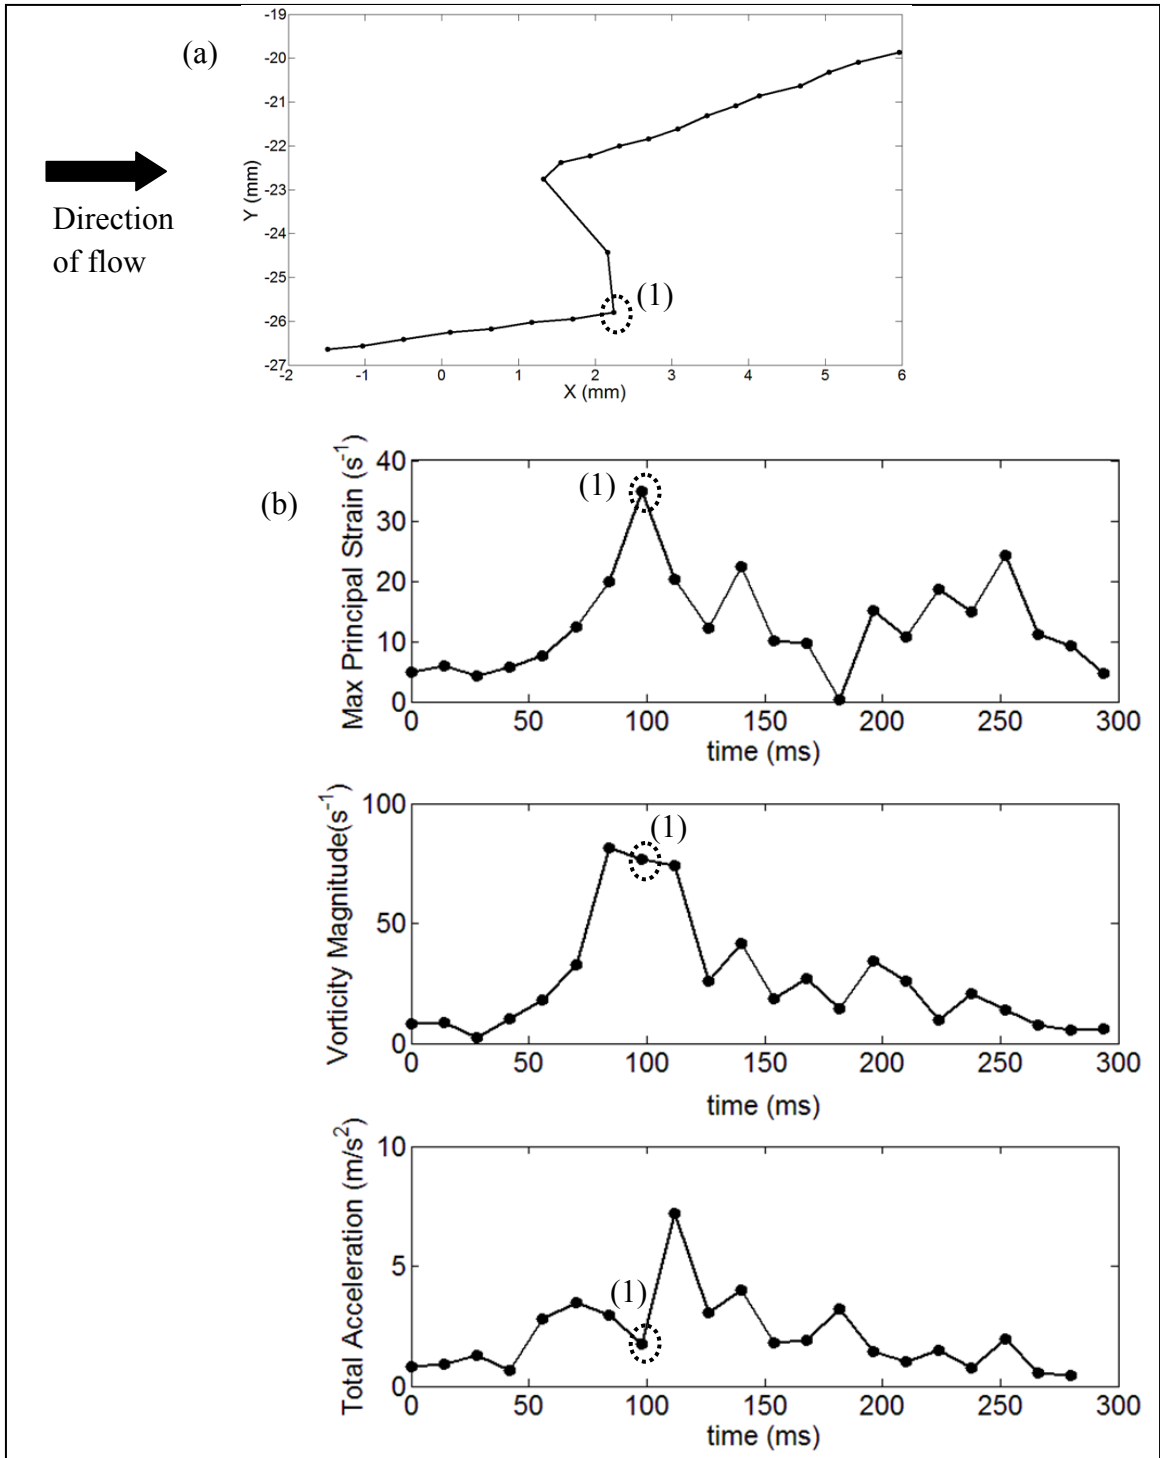 (a)
-19
-20
-21
-22
-23
-24
-25
-26
-27
Y (mm)
Direction
of flow
(1)
-2 -1 0 1 2 3 4 5 6
X (mm)
(b)
Max Principal Strain (s⁻¹)
40
30
20
10
0
(1)
0 50 100 150 200 250 300
time (ms)
Vorticity Magnitude(s⁻¹)
100
50
0
(1)
0 50 100 150 200 250 300
time (ms)
Total Acceleration (m/s²)
10
5
0
(1)
0 50 100 150 200 250 300
time (ms)